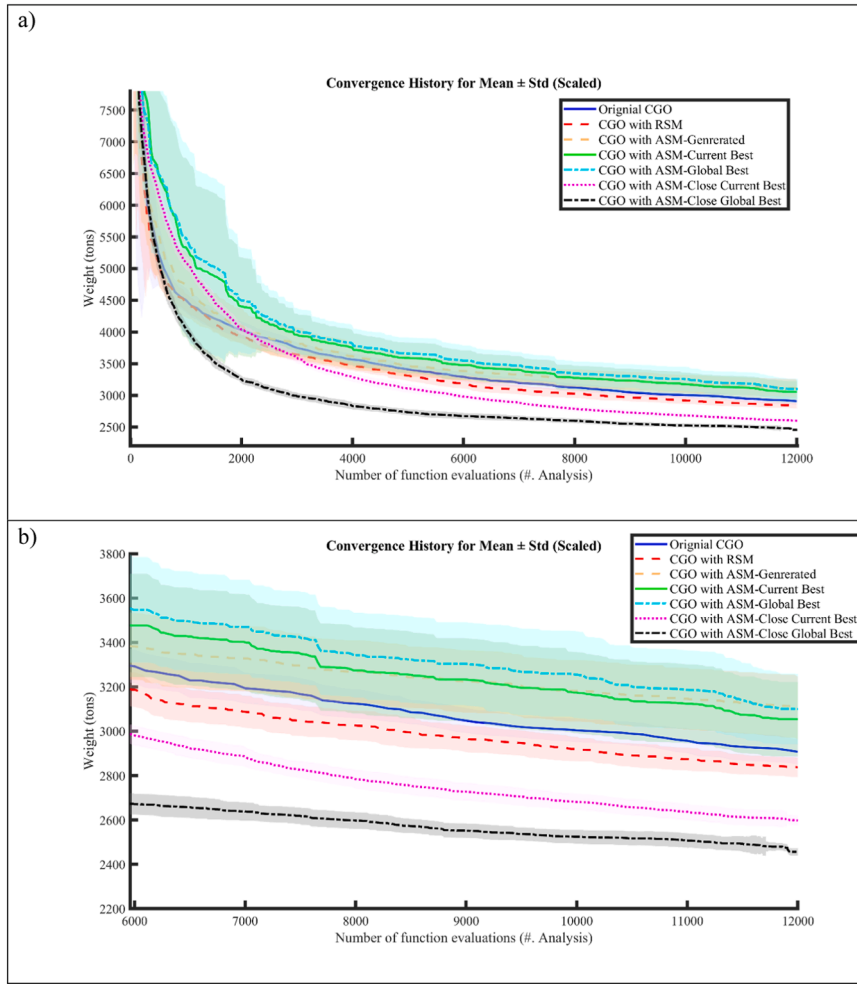 a)
Convergence History for Mean ± Std (Scaled)
7500
7000
6500
6000
5500
5000
4500
4000
3500
3000
2500
Weight (tons)
Orignial CGO
CGO with RSM
CGO with ASM-Genrerated
CGO with ASM-Current Best
CGO with ASM-Global Best
CGO with ASM-Close Current Best
CGO with ASM-Close Global Best
0 2000 4000 6000 8000 10000 12000
Number of function evaluations (#. Analysis)
b)
Convergence History for Mean ± Std (Scaled)
3800
3600
3400
3200
3000
2800
2600
2400
2200
Weight (tons)
Orignial CGO
CGO with RSM
CGO with ASM-Genrerated
CGO with ASM-Current Best
CGO with ASM-Global Best
CGO with ASM-Close Current Best
CGO with ASM-Close Global Best
6000 7000 8000 9000 10000 11000 12000
Number of function evaluations (#. Analysis)